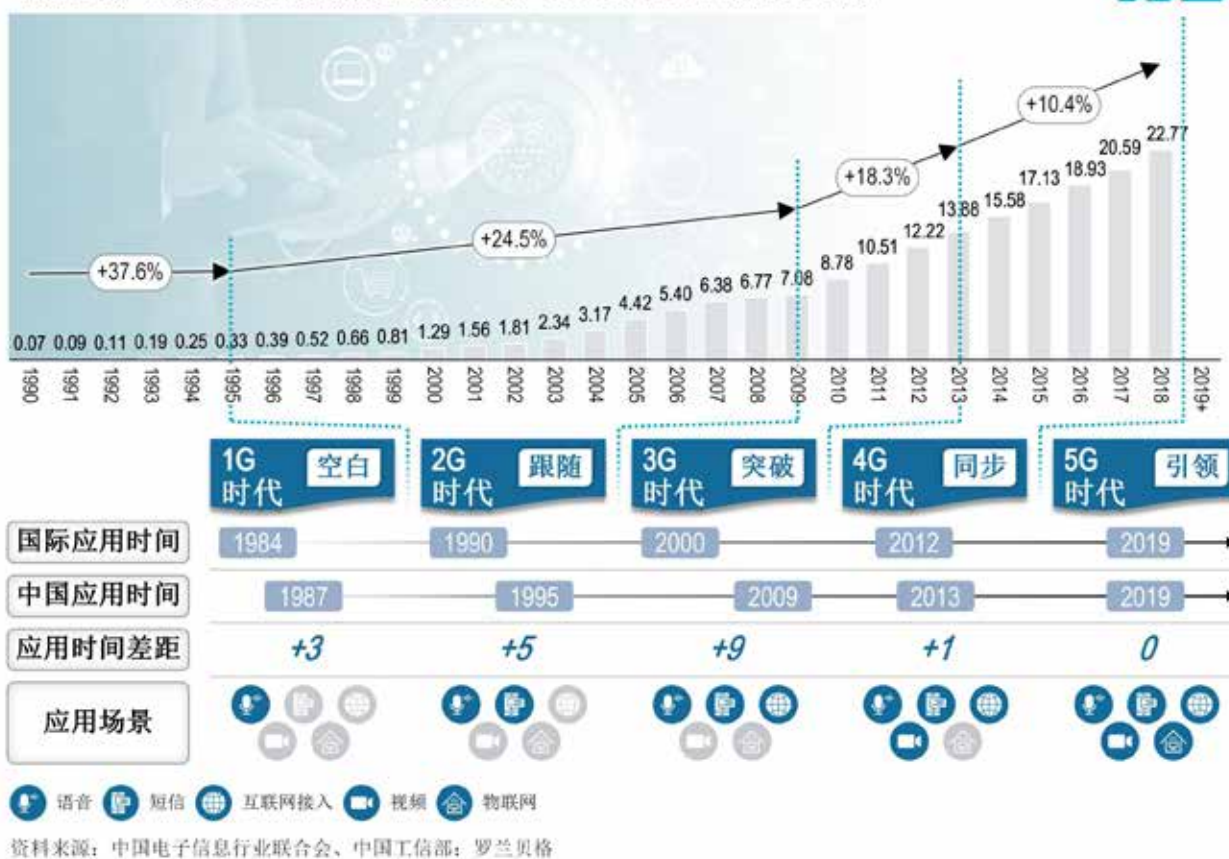 +37.6%
+24.5%
+18.3%
+10.4%
0.07 0.09 0.11 0.19 0.25 0.33 0.39 0.52 0.66 0.81 1.29 1.56 1.81 2.34 3.17 4.42 5.40 6.38 6.77 7.08 8.78 10.51 12.22 13.88 15.58 17.13 18.93 20.59 22.77
1990 1991 1992 1993 1994 1995 1996 1997 1998 1999 2000 2001 2002 2003 2004 2005 2006 2007 2008 2009 2010 2011 2012 2013 2014 2015 2016 2017 2018 2019+
1G时代 空白 2G时代 跟随 3G时代 突破 4G时代 同步 5G时代 引领
国际应用时间 1984 1990 2000 2012 2019
中国应用时间 1987 1995 2009 2013 2019
应用时间差距 +3 +5 +9 +1 0
应用场景
语音 短信 互联网接入 视频 物联网
资料来源：中国电子信息行业联合会、中国工信部；罗兰贝格